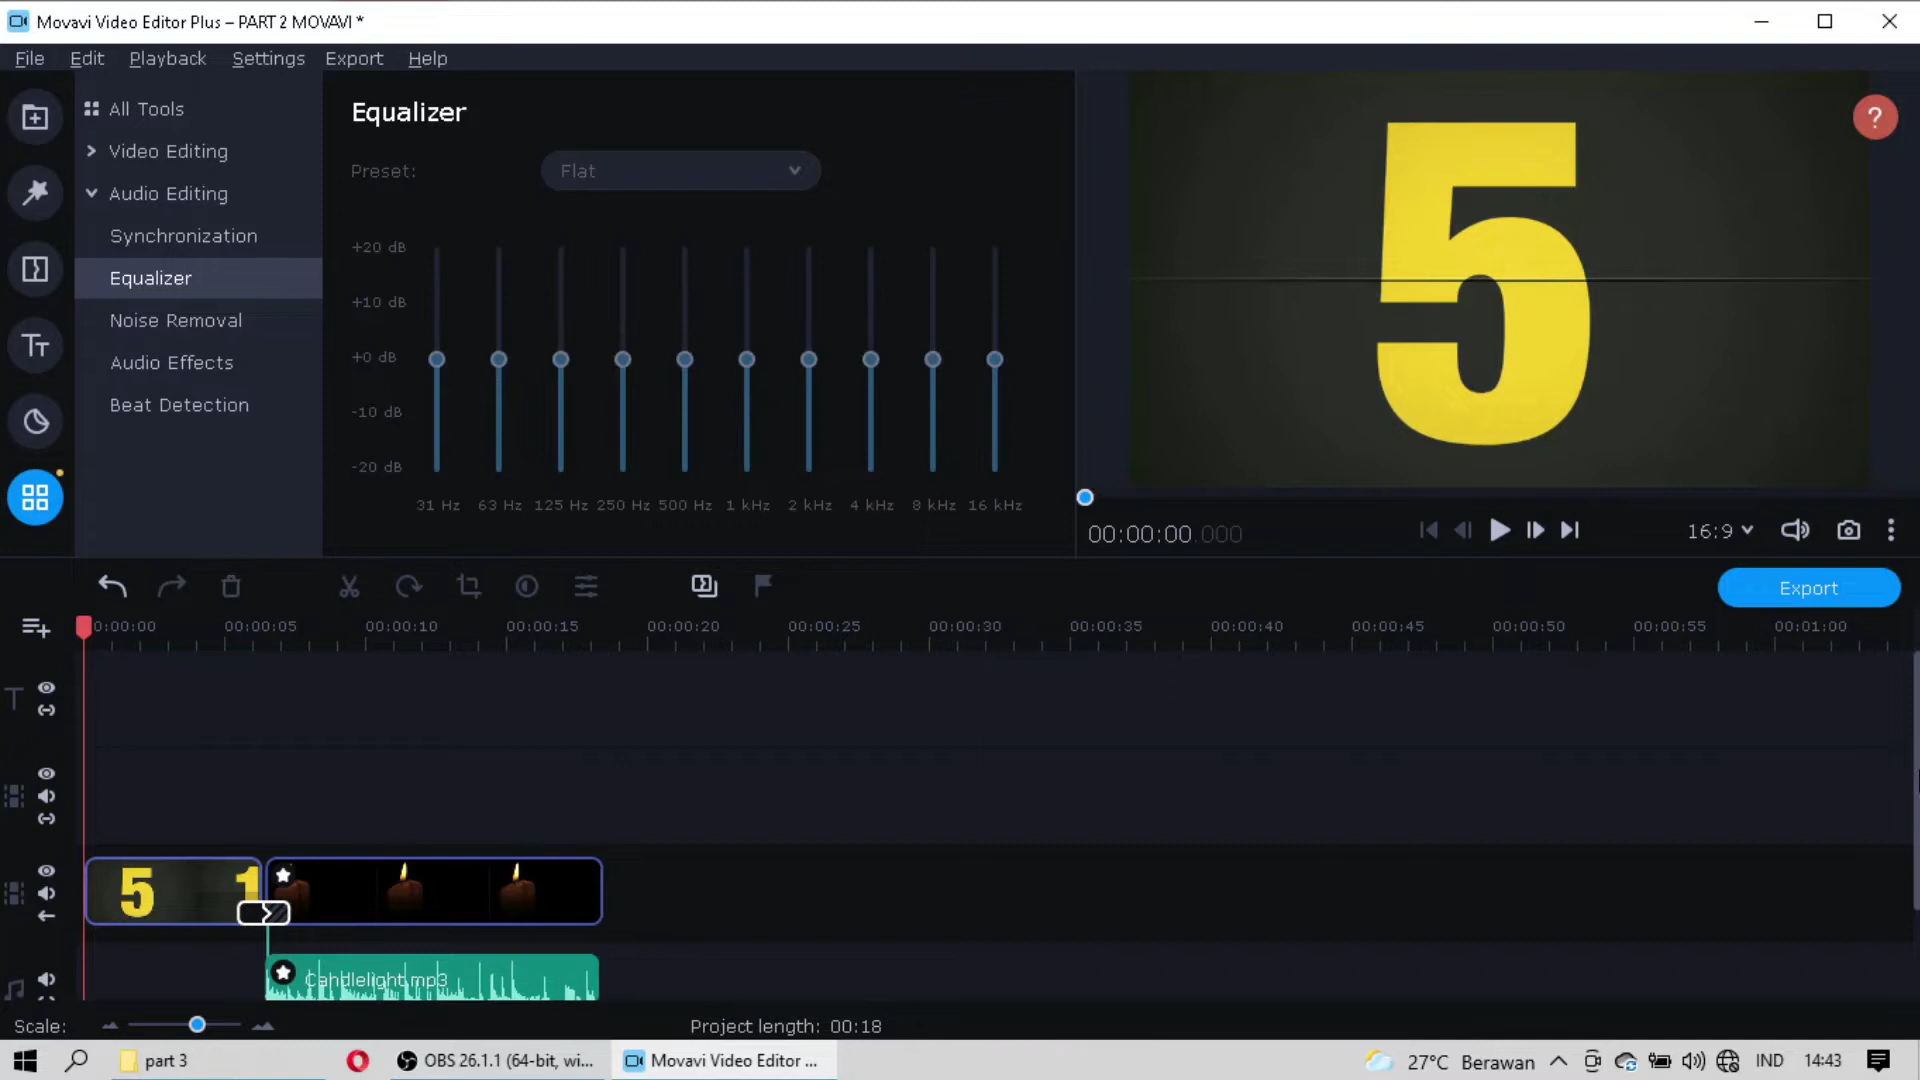 Movavi Video Editor Plus – PART 2 MOVAVI *
File Edit Playback Settings Export Help
All Tools
Video Editing
Audio Editing
Synchronization
Equalizer
Noise Removal
Audio Effects
Beat Detection
Equalizer
Preset: Flat
+20 dB
+10 dB
+0 dB
-10 dB
-20 dB
31 Hz 63 Hz 125 Hz 250 Hz 500 Hz 1 kHz 2 kHz 4 kHz 8 kHz 16 kHz
5
?
00:00:00.000
16:9
Export
0:00:00 00:00:05 00:00:10 00:00:15 00:00:20 00:00:25 00:00:30 00:00:35 00:00:40 00:00:45 00:00:50 00:00:55 00:01:00
5 1
Candlelight.mp3
Scale:
Project length: 00:18
part 3
OBS 26.1.1 (64-bit, wi...
Movavi Video Editor ...
27°C Berawan
IND
14:43